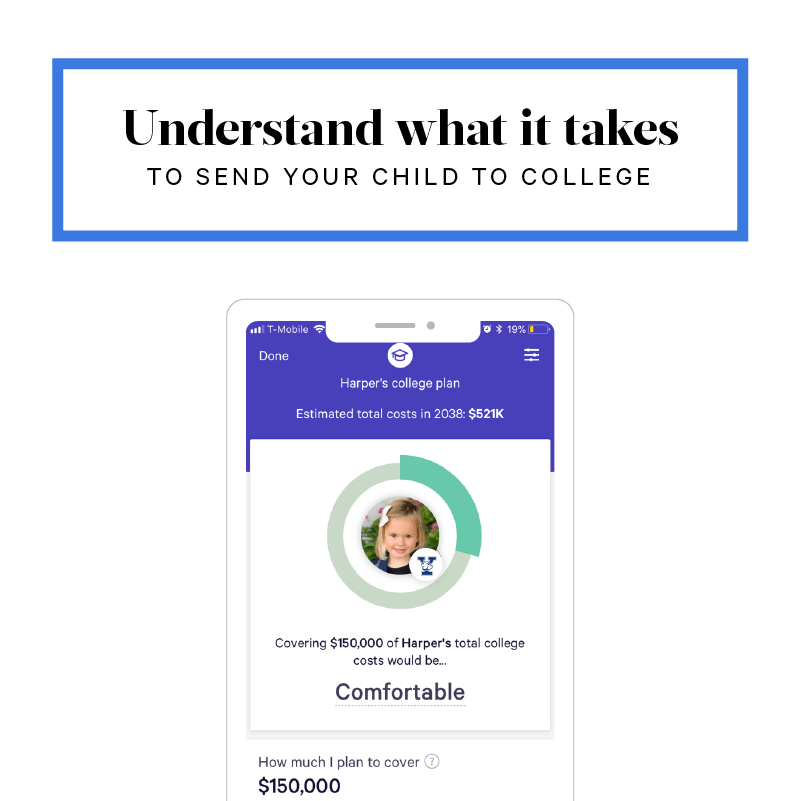 Understand what it takes
TO SEND YOUR CHILD TO COLLEGE
T-Mobile 19%
Done
Harper's college plan
Estimated total costs in 2038: $521K
Y
Covering $150,000 of Harper's total college
costs would be...
Comfortable
How much I plan to cover ?
$150,000